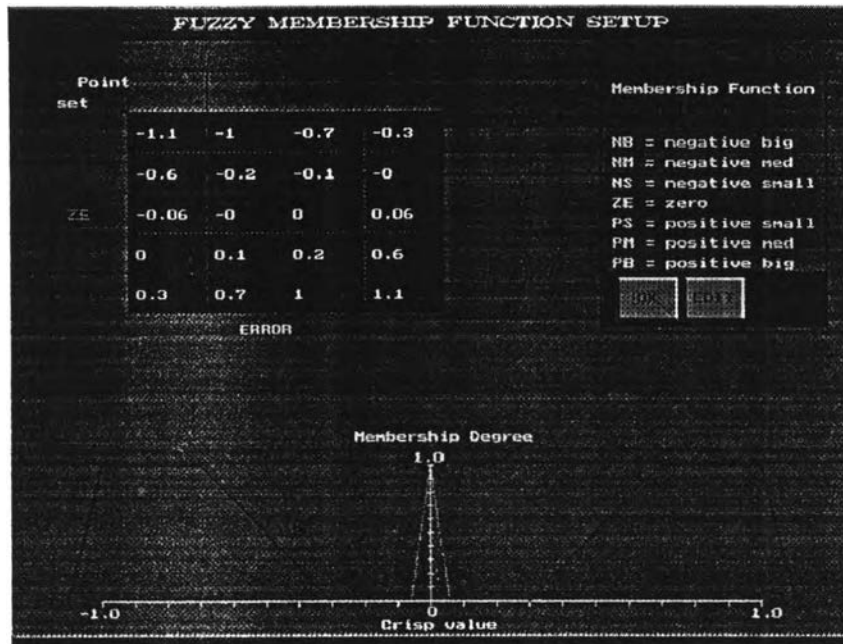 FUZZY MEMBERSHIP FUNCTION SETUP
Point
set
-1.1 -1 -0.7 -0.3
-0.6 -0.2 -0.1 -0
ZE -0.06 -0 0 0.06
0 0.1 0.2 0.6
0.3 0.7 1 1.1
ERROR
Membership Function
NB = negative big
NM = negative med
NS = negative small
ZE = zero
PS = positive small
PM = positive med
PB = positive big
OK EDIT
Membership Degree
1.0
-1.0 0 1.0
Crisp value